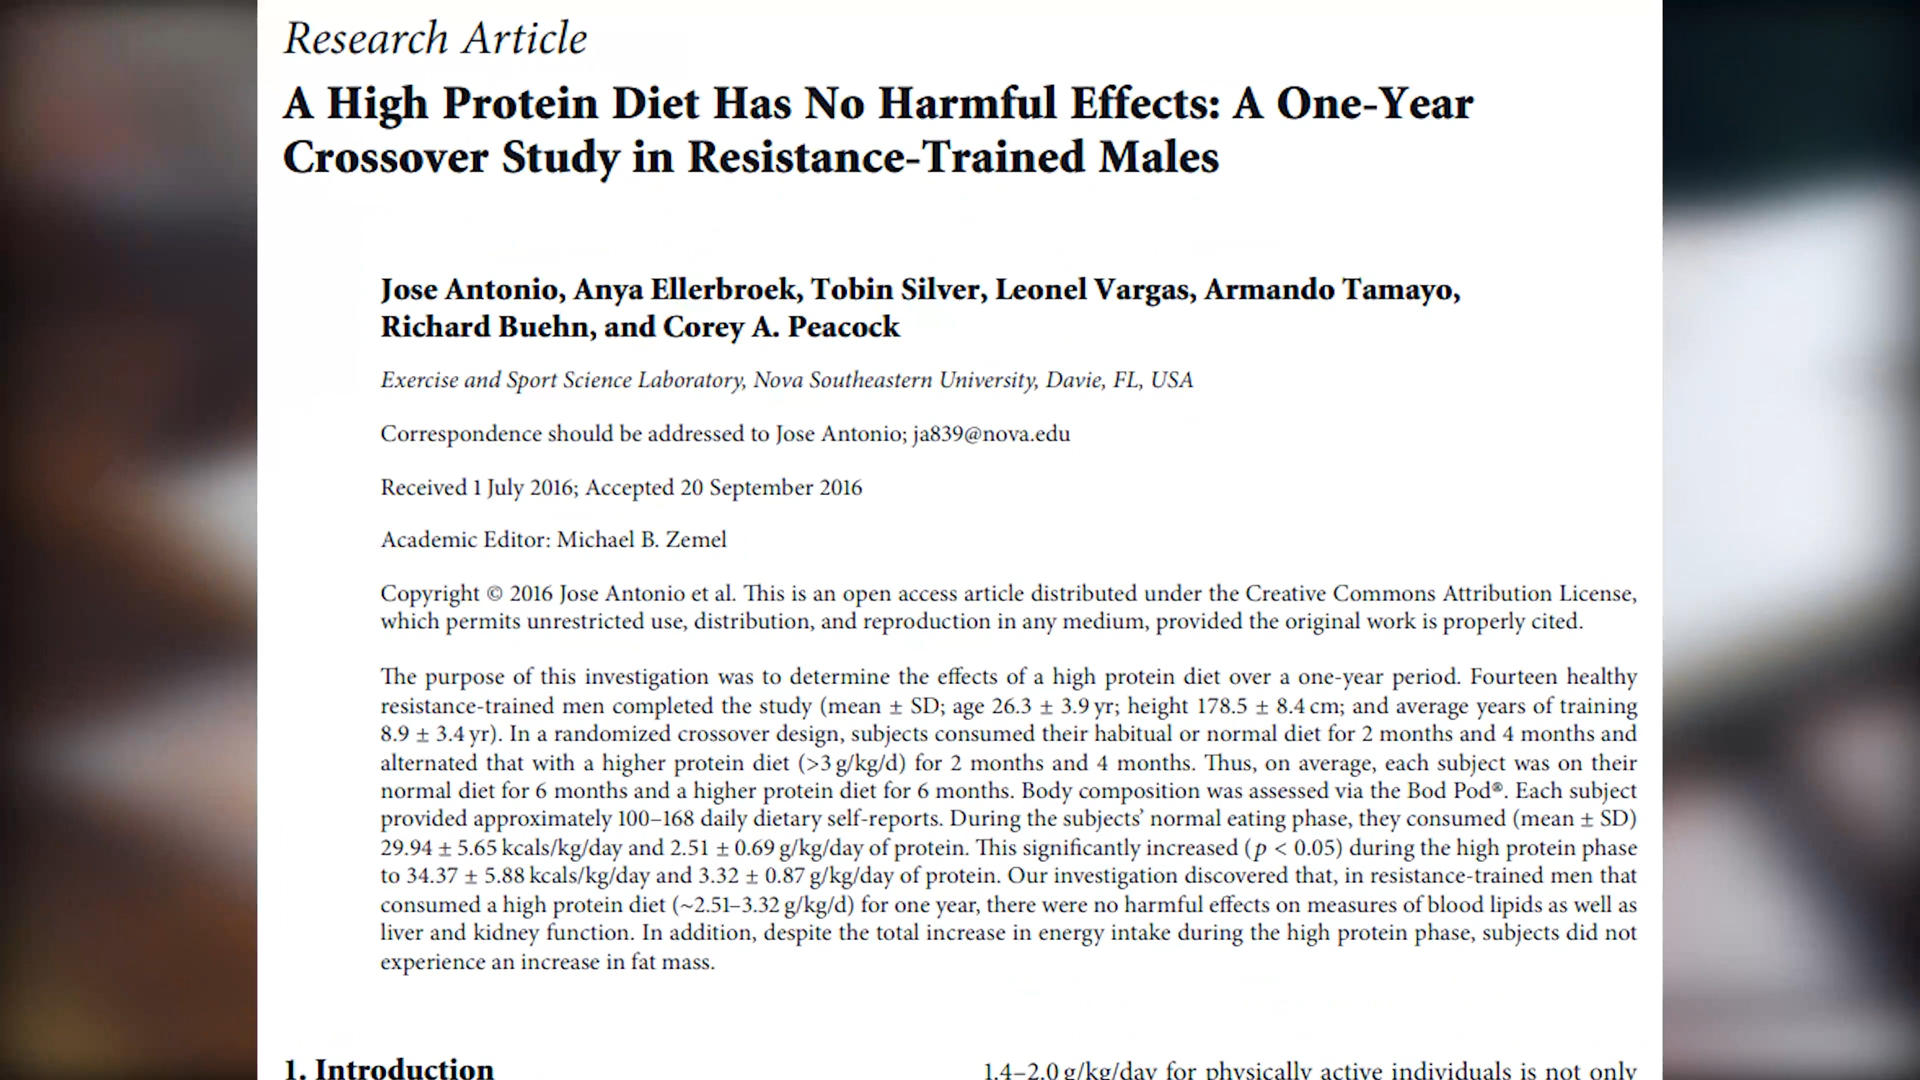 Research Article
A High Protein Diet Has No Harmful Effects: A One-Year
Crossover Study in Resistance-Trained Males
Jose Antonio, Anya Ellerbroek, Tobin Silver, Leonel Vargas, Armando Tamayo,
Richard Buehn, and Corey A. Peacock
Exercise and Sport Science Laboratory, Nova Southeastern University, Davie, FL, USA
Correspondence should be addressed to Jose Antonio; ja839@nova.edu
Received 1 July 2016; Accepted 20 September 2016
Academic Editor: Michael B. Zemel
Copyright © 2016 Jose Antonio et al. This is an open access article distributed under the Creative Commons Attribution License,
which permits unrestricted use, distribution, and reproduction in any medium, provided the original work is properly cited.
The purpose of this investigation was to determine the effects of a high protein diet over a one-year period. Fourteen healthy
resistance-trained men completed the study (mean ± SD; age 26.3 ± 3.9 yr; height 178.5 ± 8.4 cm; and average years of training
8.9 ± 3.4 yr). In a randomized crossover design, subjects consumed their habitual or normal diet for 2 months and 4 months and
alternated that with a higher protein diet (>3 g/kg/d) for 2 months and 4 months. Thus, on average, each subject was on their
normal diet for 6 months and a higher protein diet for 6 months. Body composition was assessed via the Bod Pod®. Each subject
provided approximately 100–168 daily dietary self-reports. During the subjects' normal eating phase, they consumed (mean ± SD)
29.94 ± 5.65 kcals/kg/day and 2.51 ± 0.69 g/kg/day of protein. This significantly increased (p < 0.05) during the high protein phase
to 34.37 ± 5.88 kcals/kg/day and 3.32 ± 0.87 g/kg/day of protein. Our investigation discovered that, in resistance-trained men that
consumed a high protein diet (~2.51–3.32 g/kg/d) for one year, there were no harmful effects on measures of blood lipids as well as
liver and kidney function. In addition, despite the total increase in energy intake during the high protein phase, subjects did not
experience an increase in fat mass.
1. Introduction
1.4–2.0 g/kg/day for physically active individuals is not only